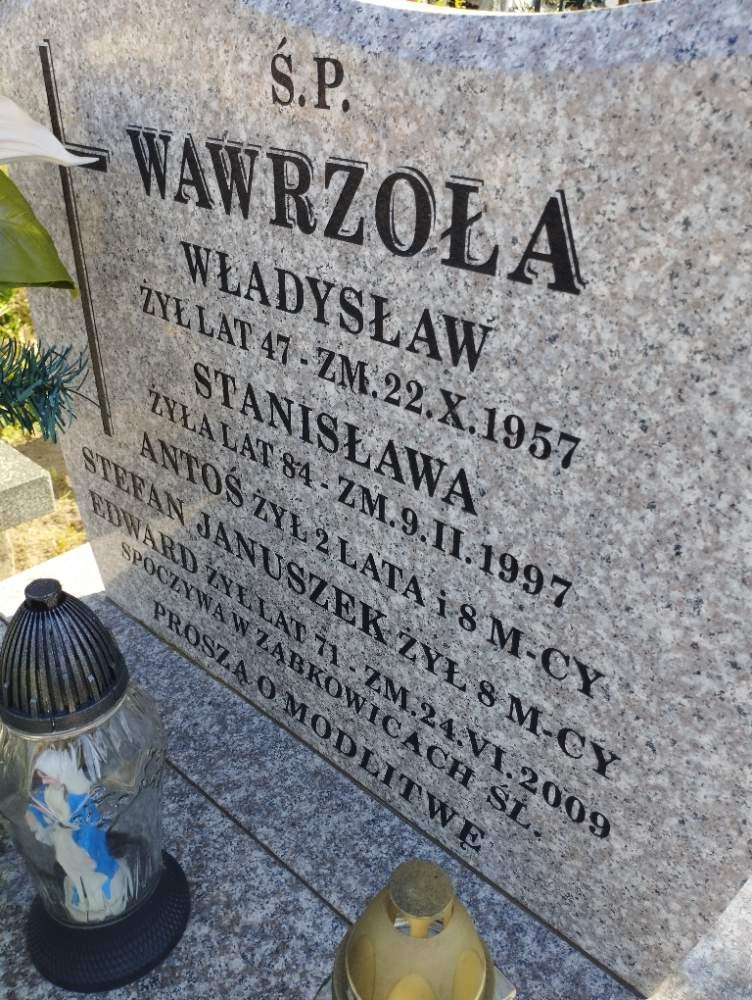 Ś.P.
WAWRZOŁA
WŁADYSŁAW
ŻYŁ LAT 47 - ZM.22.X.1957
STANISŁAWA
ŻYŁA LAT 84 - ZM.9.II.1997
ANTOŚ ŻYŁ 2 LATA i 8 M-CY
STEFAN JANUSZEK ŻYŁ 8 M-CY
EDWARD ŻYŁ LAT 71 - ZM.24.VI.2009
SPOCZYWA W ZĄBKOWICACH ŚL.
PROSZĄ O MODLITWĘ